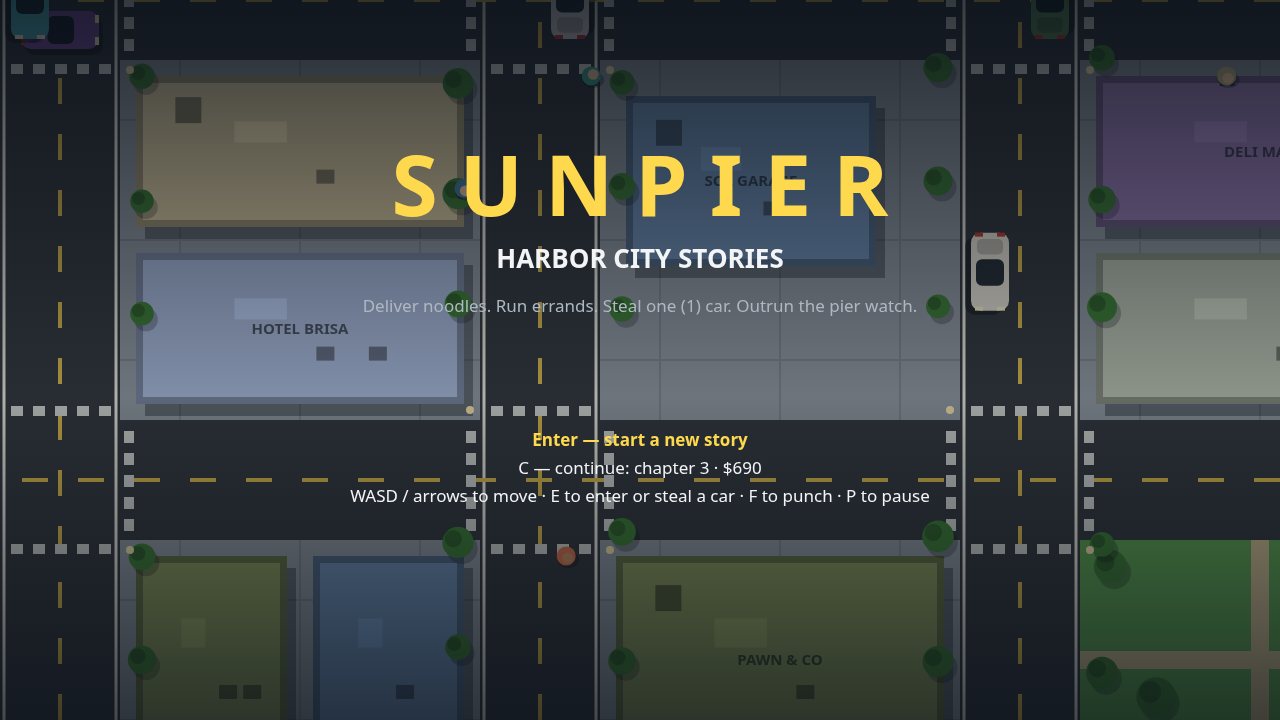 DELI MA
SUNPIER
HARBOR CITY STORIES
Deliver noodles. Run errands. Steal one (1) car. Outrun the pier watch.
HOTEL BRISA
Enter — start a new story
C — continue: chapter 3 · $690
WASD / arrows to move · E to enter or steal a car · F to punch · P to pause
PAWN & CO